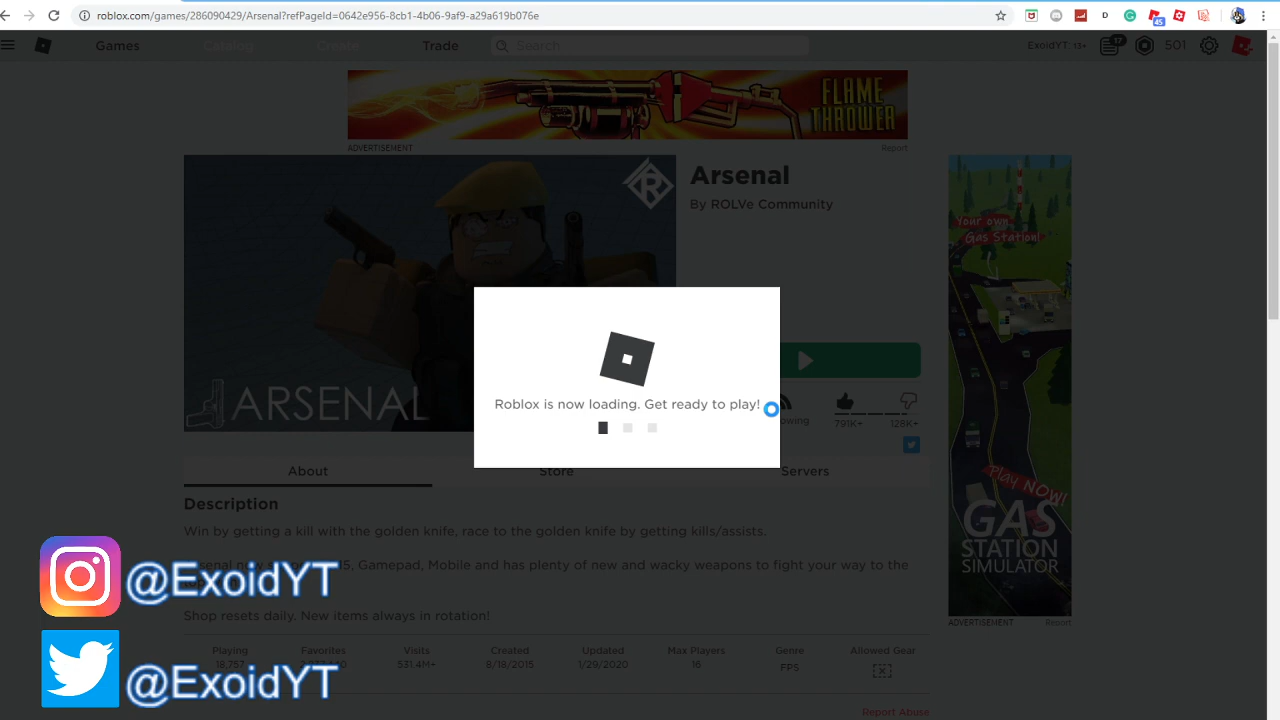 roblox.com/games/286090429/Arsenal?refPageId=0642e956-8cb1-4b06-9af9-a29a619b076e
D
45
Games Catalog Create Trade Search ExoidYT: 13+ 17 501
FLAME
THROWER
ADVERTISEMENT Report
Arsenal
By ROLVe Community
ARSENAL
Your own
Gas Station!
Roblox is now loading. Get ready to play!
791K+ 128K+
About Store Servers
Description
Win by getting a kill with the golden knife, race to the golden knife by getting kills/assists.
Gamepad, Mobile and has plenty of new and wacky weapons to fight your way to the
Shop resets daily. New items always in rotation!
Play NOW!
GAS
STATION
SIMULATOR
ADVERTISEMENT Report
@ExoidYT
@ExoidYT
Playing Favorites Visits Created Updated Max Players Genre Allowed Gear
18,757 531.4M+ 8/18/2015 1/29/2020 16 FPS
Report Abuse